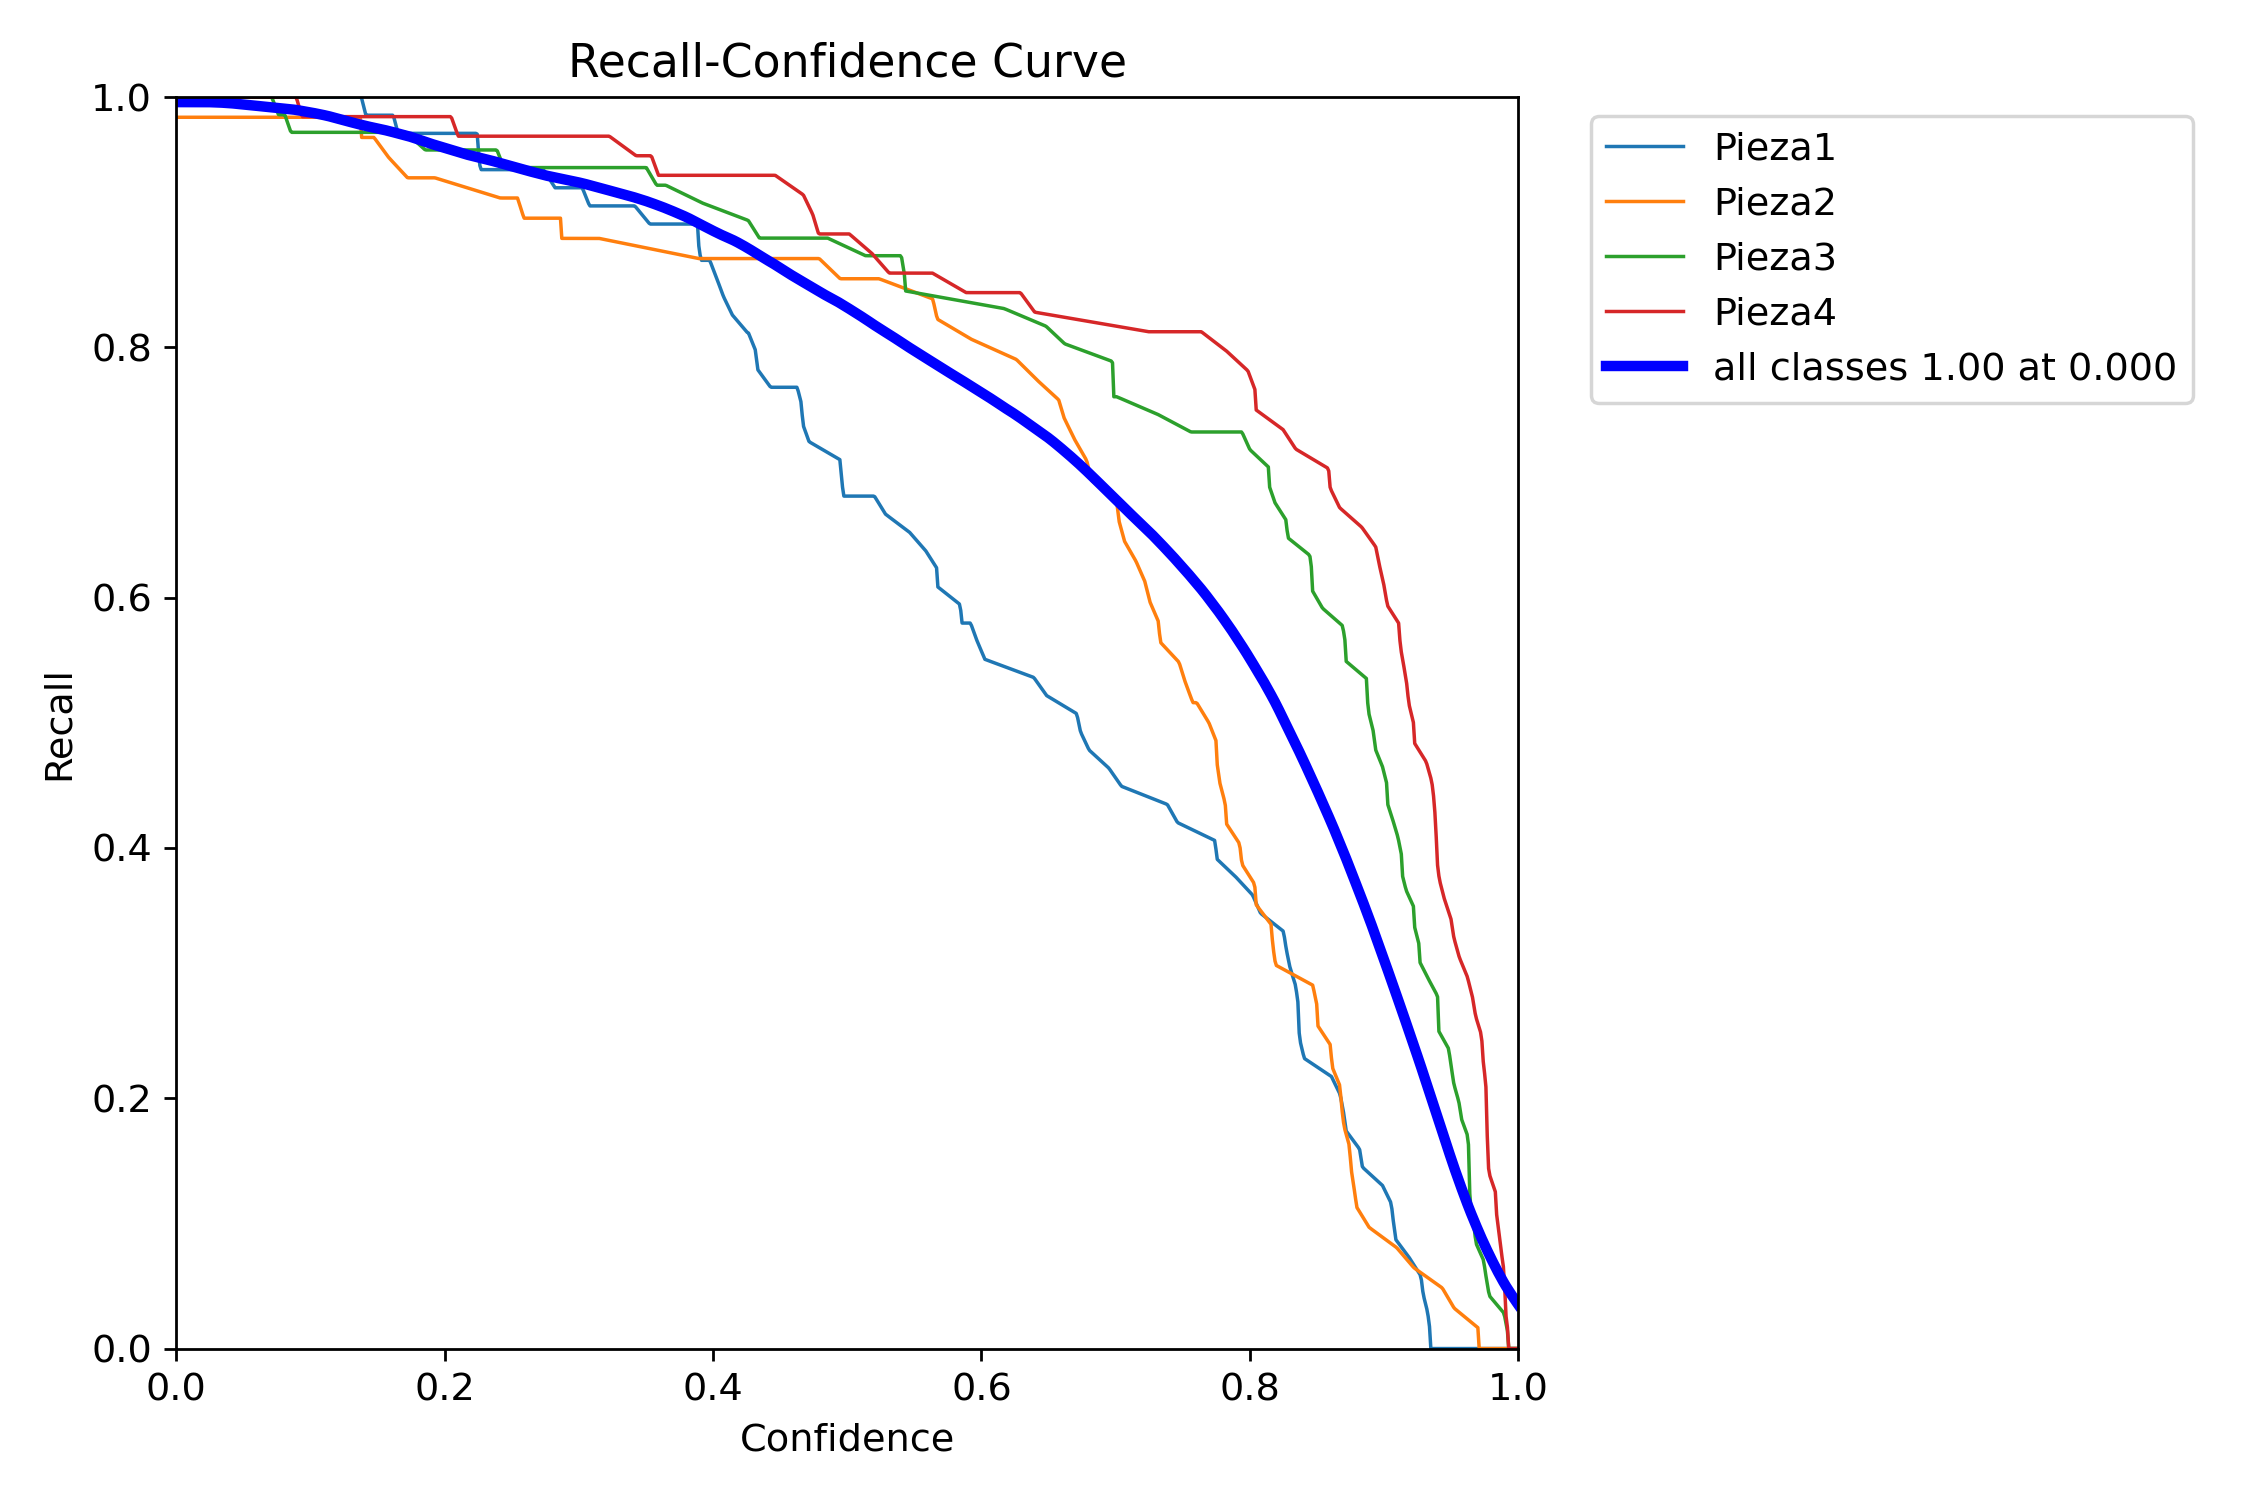 Recall-Confidence Curve
1.0
0.8
0.6
0.4
0.2
0.0
Recall
0.0 0.2 0.4 0.6 0.8 1.0
Confidence
Pieza1
Pieza2
Pieza3
Pieza4
all classes 1.00 at 0.000